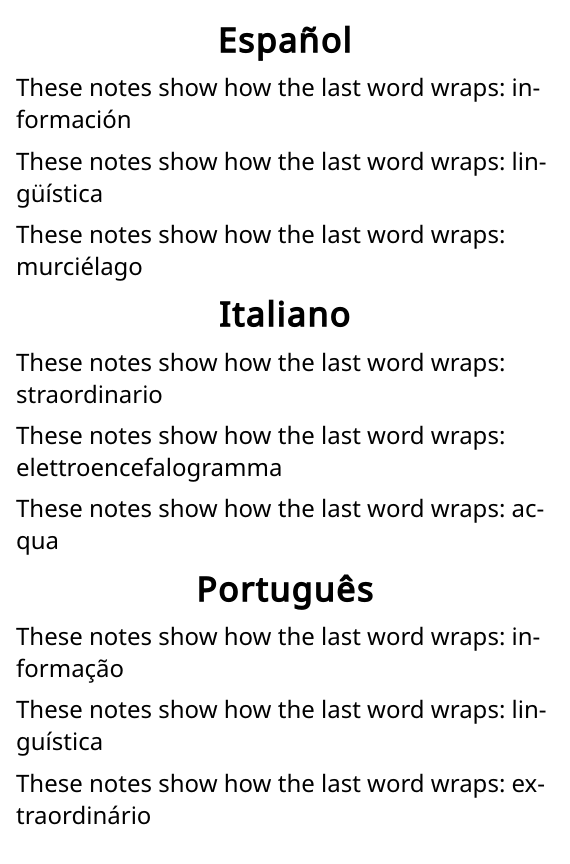 Español
These notes show how the last word wraps: in-
formación
These notes show how the last word wraps: lin-
güística
These notes show how the last word wraps:
murciélago
Italiano
These notes show how the last word wraps:
straordinario
These notes show how the last word wraps:
elettroencefalogramma
These notes show how the last word wraps: ac-
qua
Português
These notes show how the last word wraps: in-
formação
These notes show how the last word wraps: lin-
guística
These notes show how the last word wraps: ex-
traordinário